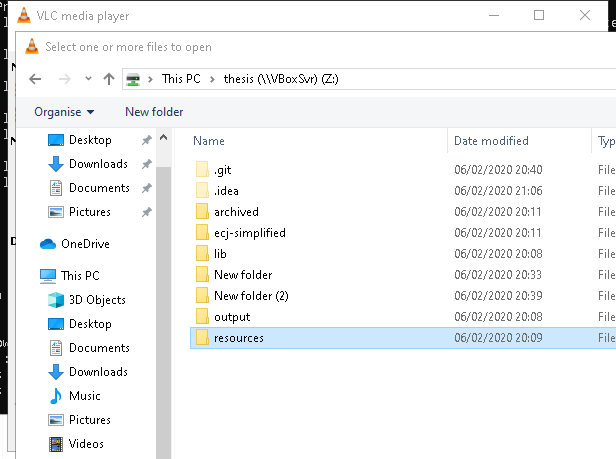 VLC media player
Select one or more files to open
This PC > thesis (\\VBoxSvr) (Z:)
Organise New folder
Name Date modified Typ
Desktop
Downloads
Documents
Pictures
OneDrive
This PC
3D Objects
Desktop
Documents
Downloads
Music
Pictures
Videos
.git 06/02/2020 20:40 File
.idea 06/02/2020 21:06 File
archived 06/02/2020 20:11 File
ecj-simplified 06/02/2020 20:11 File
lib 06/02/2020 20:08 File
New folder 06/02/2020 20:33 File
New folder (2) 06/02/2020 20:39 File
output 06/02/2020 20:08 File
resources 06/02/2020 20:09 File